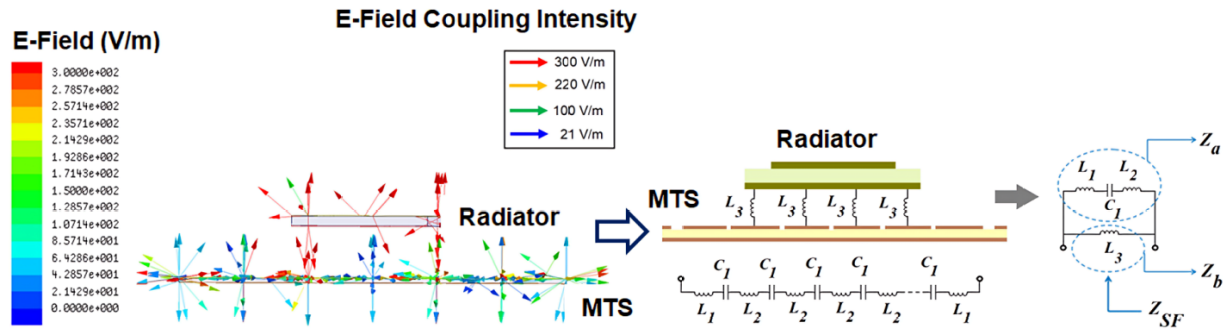 E-Field Coupling Intensity
E-Field (V/m)
3.0000e+002
2.7857e+002
2.5714e+002
2.3571e+002
2.1429e+002
1.9286e+002
1.7143e+002
1.5000e+002
1.2857e+002
1.0714e+002
8.5714e+001
6.4286e+001
4.2857e+001
2.1429e+001
0.0000e+000
300 V/m
220 V/m
100 V/m
21 V/m
Radiator
MTS
Radiator
MTS
L3 L3 L3 L3
C1 C1 C1 C1 C1
L1 L2 L2 L2 L2 L1
Za
L1 L2
C1
L3
Zb
ZSF